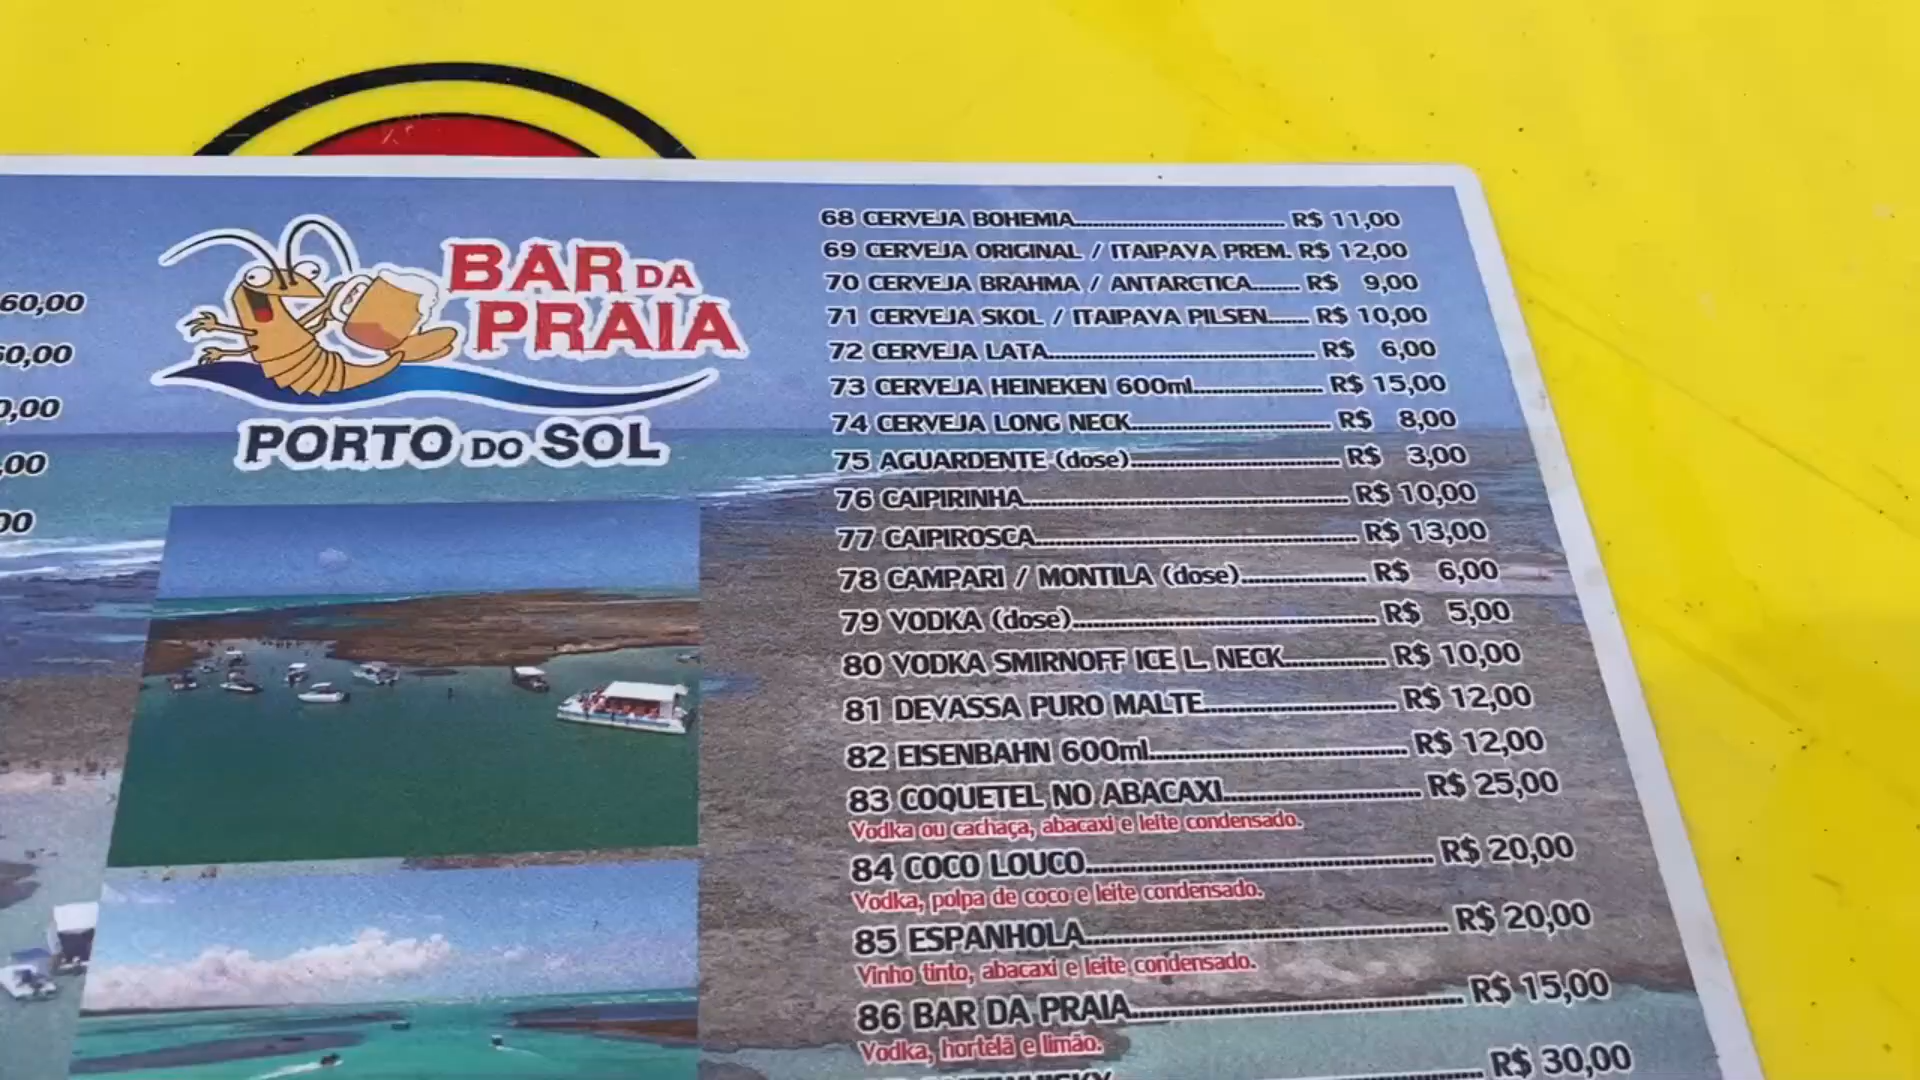 60,00
60,00
0,00
,00
00
BAR DA
PRAIA
PORTO DO SOL
68 CERVEJA BOHEMIA R$ 11,00
69 CERVEJA ORIGINAL / ITAIPAVA PREM. R$ 12,00
70 CERVEJA BRAHMA / ANTARCTICA R$ 9,00
71 CERVEJA SKOL / ITAIPAVA PILSEN R$ 10,00
72 CERVEJA LATA R$ 6,00
73 CERVEJA HEINEKEN 600ml R$ 15,00
74 CERVEJA LONG NECK R$ 8,00
75 AGUARDENTE (dose) R$ 3,00
76 CAIPIRINHA R$ 10,00
77 CAIPIROSCA R$ 13,00
78 CAMPARI / MONTILA (dose) R$ 6,00
79 VODKA (dose) R$ 5,00
80 VODKA SMIRNOFF ICE L. NECK R$ 10,00
81 DEVASSA PURO MALTE R$ 12,00
82 EISENBAHN 600ml R$ 12,00
83 COQUETEL NO ABACAXI R$ 25,00
Vodka ou cachaça, abacaxi e leite condensado.
84 COCO LOUCO R$ 20,00
Vodka, polpa de coco e leite condensado.
85 ESPANHOLA R$ 20,00
Vinho tinto, abacaxi e leite condensado.
86 BAR DA PRAIA R$ 15,00
Vodka, hortelã e limão.
R$ 30,00